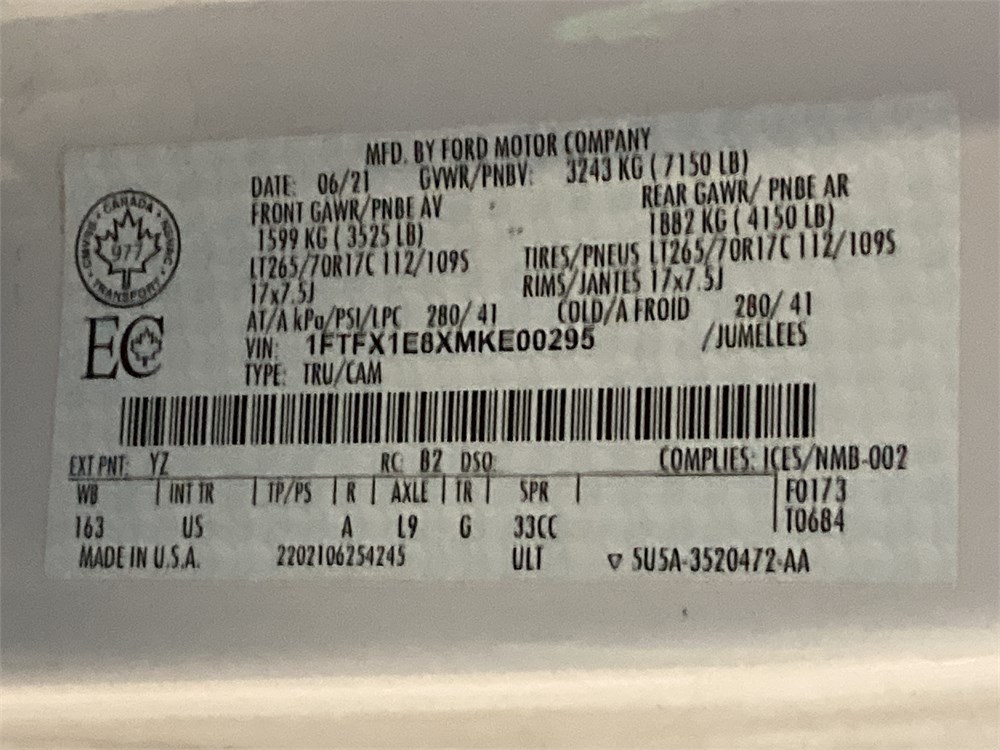 MFD. BY FORD MOTOR COMPANY
DATE: 06/21 GVWR/PNBV: 3243 KG ( 7150 LB)
FRONT GAWR/PNBE AV REAR GAWR/ PNBE AR
1599 KG ( 3525 LB) 1882 KG ( 4150 LB)
LT265/70R17C 112/109S TIRES/PNEUS LT265/70R17C 112/109S
17x7.5J RIMS/JANTES 17x7.5J
AT/A kPa/PSI/LPC 280/ 41 COLD/A FROID 280/ 41
VIN: 1FTFX1E8XMKE00295 /JUMELEES
TYPE: TRU/CAM
CANADA
977
TRANSPORT
EC
EXT PNT: YZ RC: B2 DSO: COMPLIES: ICES/NMB-002
WB INT TR TP/PS R AXLE TR SPR F0173
163 US A L9 G 33CC T0684
MADE IN U.S.A. 2202106254245 ULT ▽ 5U5A-3520472-AA